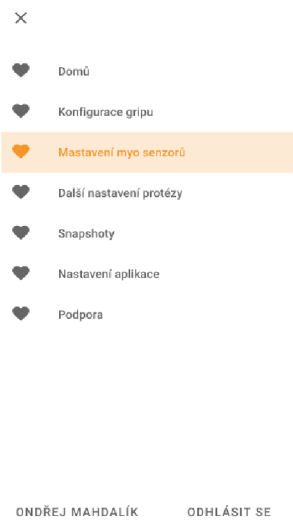 Domů
Konfigurace gripu
Mastavení myo senzorů
Další nastavení protézy
Snapshoty
Nastavení aplikace
Podpora
ONDŘEJ MAHDALÍK ODHLÁSIT SE